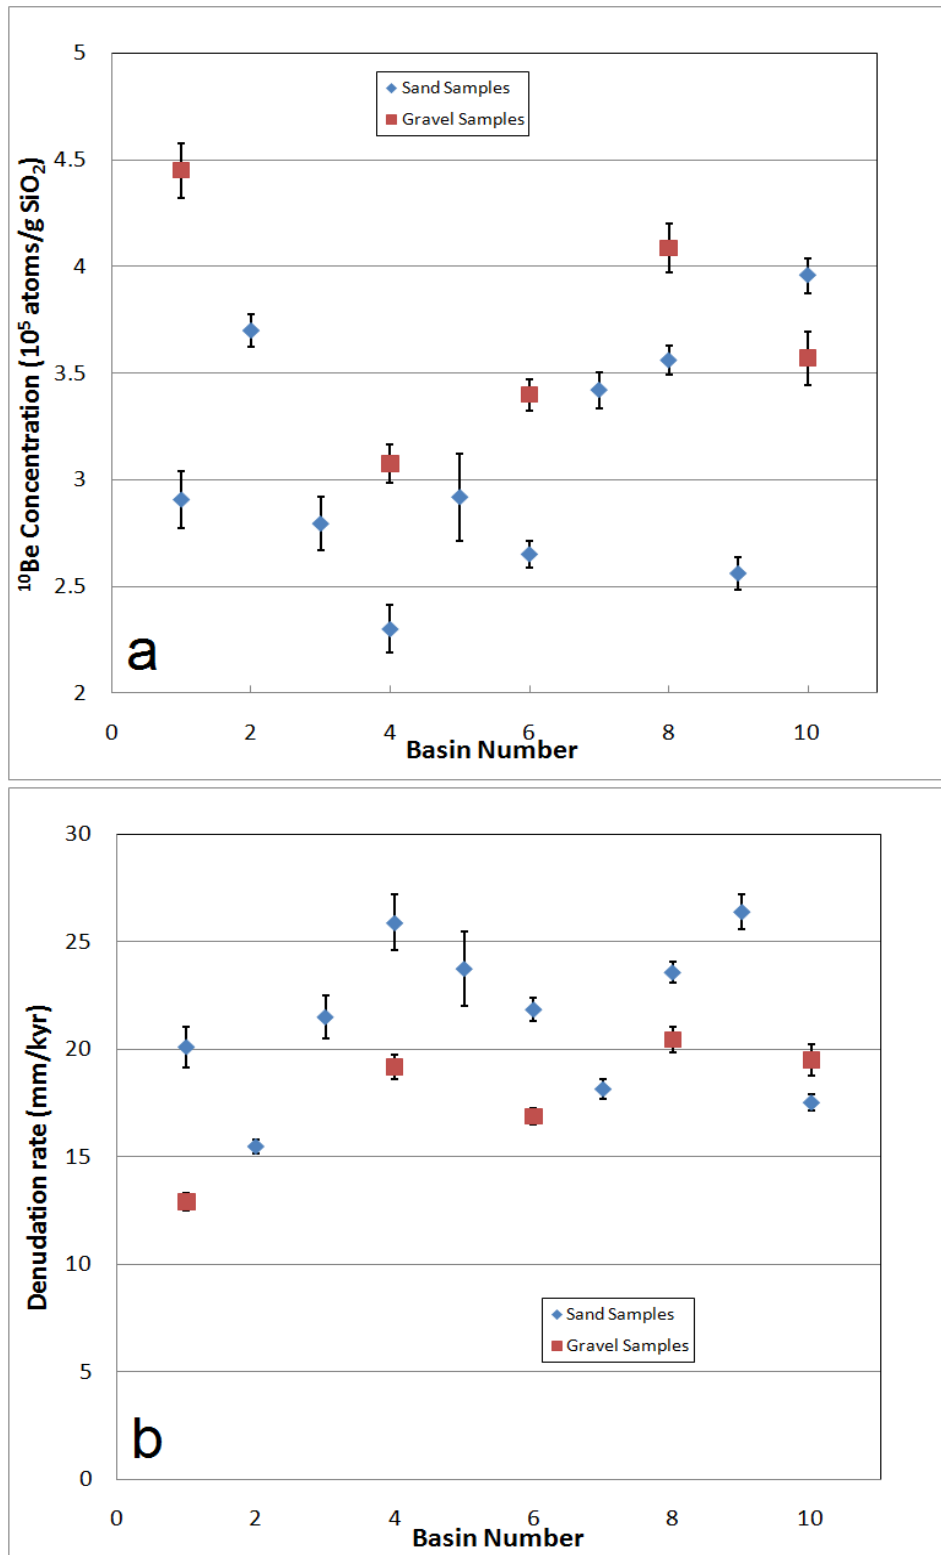 5
Sand Samples
Gravel Samples
4.5
4
3.5
3
2.5
2
¹⁰Be Concentration (10⁵ atoms/g SiO₂)
a
0 2 4 6 8 10
Basin Number
30
25
20
15
10
5
0
Denudation rate (mm/kyr)
Sand Samples
Gravel Samples
b
0 2 4 6 8 10
Basin Number